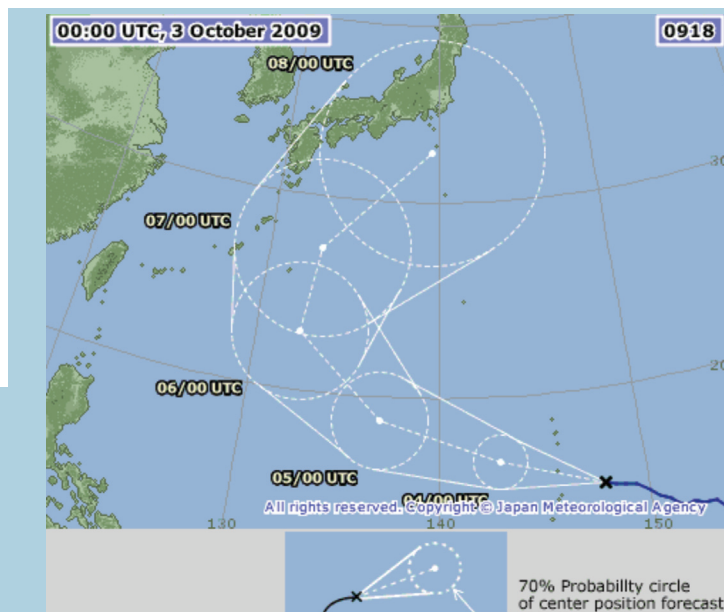 00:00 UTC, 3 October 2009
0918
08/00 UTC
30
07/00 UTC
20
06/00 UTC
05/00 UTC
04/00 UTC
All rights reserved. Copyright © Japan Meteorological Agency
130
140
150
70% Probability circle
of center position forecast